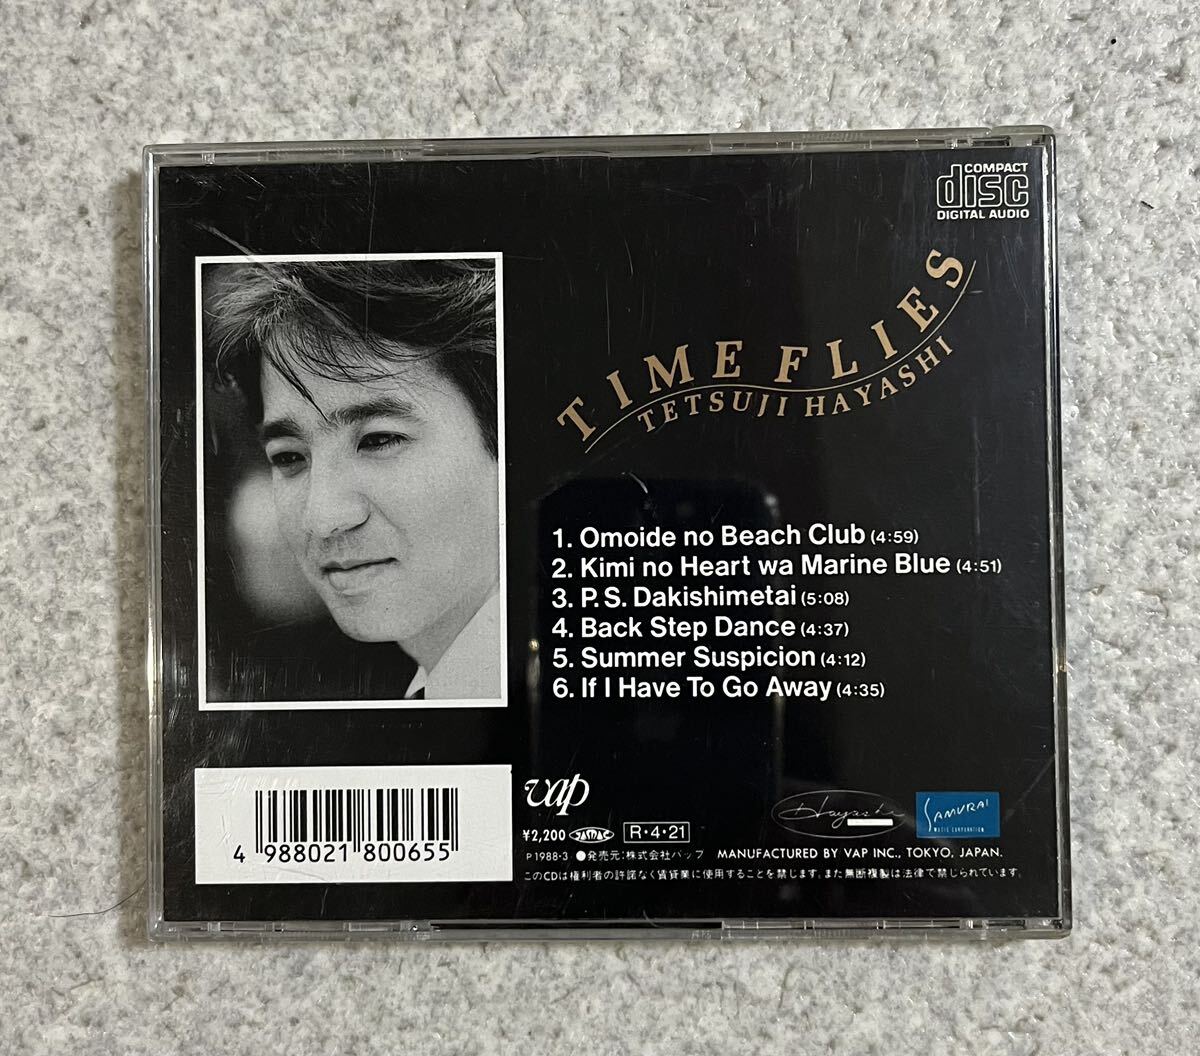 COMPACT
disc
DIGITAL AUDIO
TIME FLIES
TETSUJI HAYASHI
1. Omoide no Beach Club (4:59)
2. Kimi no Heart wa Marine Blue (4:51)
3. P.S. Dakishimetai (5:08)
4. Back Step Dance (4:37)
5. Summer Suspicion (4:12)
6. If I Have To Go Away (4:35)
4 988021 800655
vap
¥2,200 JASRAC R・4・21
Hayashi
SAMURAI
MUSIC CORPORATION
P 1988・3 ●発売元:株式会社バップ MANUFACTURED BY VAP INC., TOKYO, JAPAN.
このCDは権利者の許諾なく賃貸業に使用することを禁じます。また無断複製は法律で禁じられています。